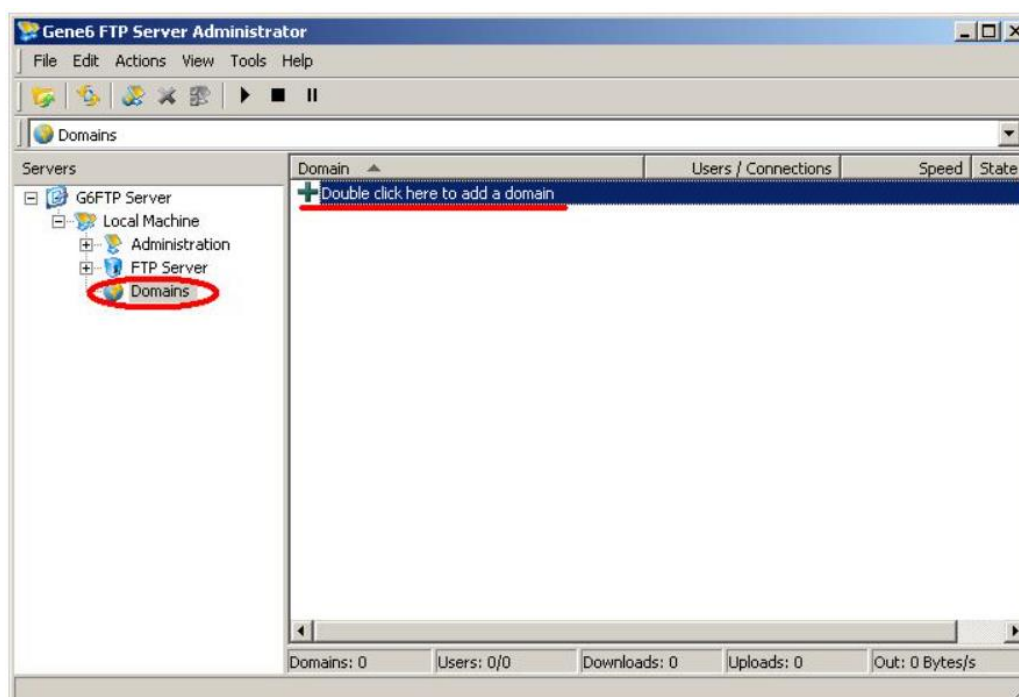 Gene6 FTP Server Administrator
File Edit Actions View Tools Help
Domains
Servers
Domain Users / Connections Speed State
G6FTP Server
Double click here to add a domain
Local Machine
Administration
FTP Server
Domains
Domains: 0 Users: 0/0 Downloads: 0 Uploads: 0 Out: 0 Bytes/s